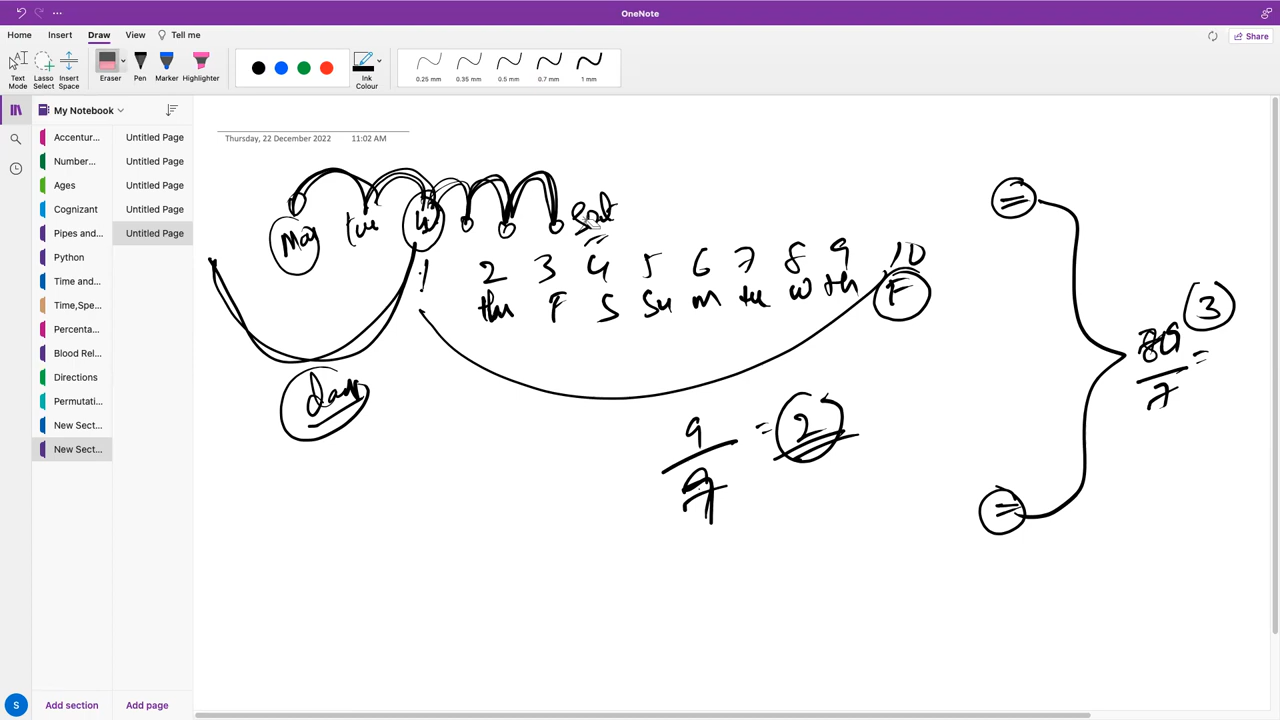 OneNote
Home Insert Draw View Tell me
Share
Text Mode
Lasso Select
Insert Space
Eraser
Pen
Marker
Highlighter
Ink Colour
0.25 mm
0.35 mm
0.5 mm
0.7 mm
1 mm
My Notebook
Accentur...
Number...
Ages
Cognizant
Pipes and...
Python
Time and...
Time,Spe...
Percenta...
Blood Rel...
Directions
Permutati...
New Sect...
New Sect...
Untitled Page
Untitled Page
Untitled Page
Untitled Page
Untitled Page
Thursday, 22 December 2022 11:02 AM
Tue
1 2 3 4 5 6 7 8 9 10
thu F S Su m tu w th F
9
7
= 2
7
=
3
S
Add section
Add page